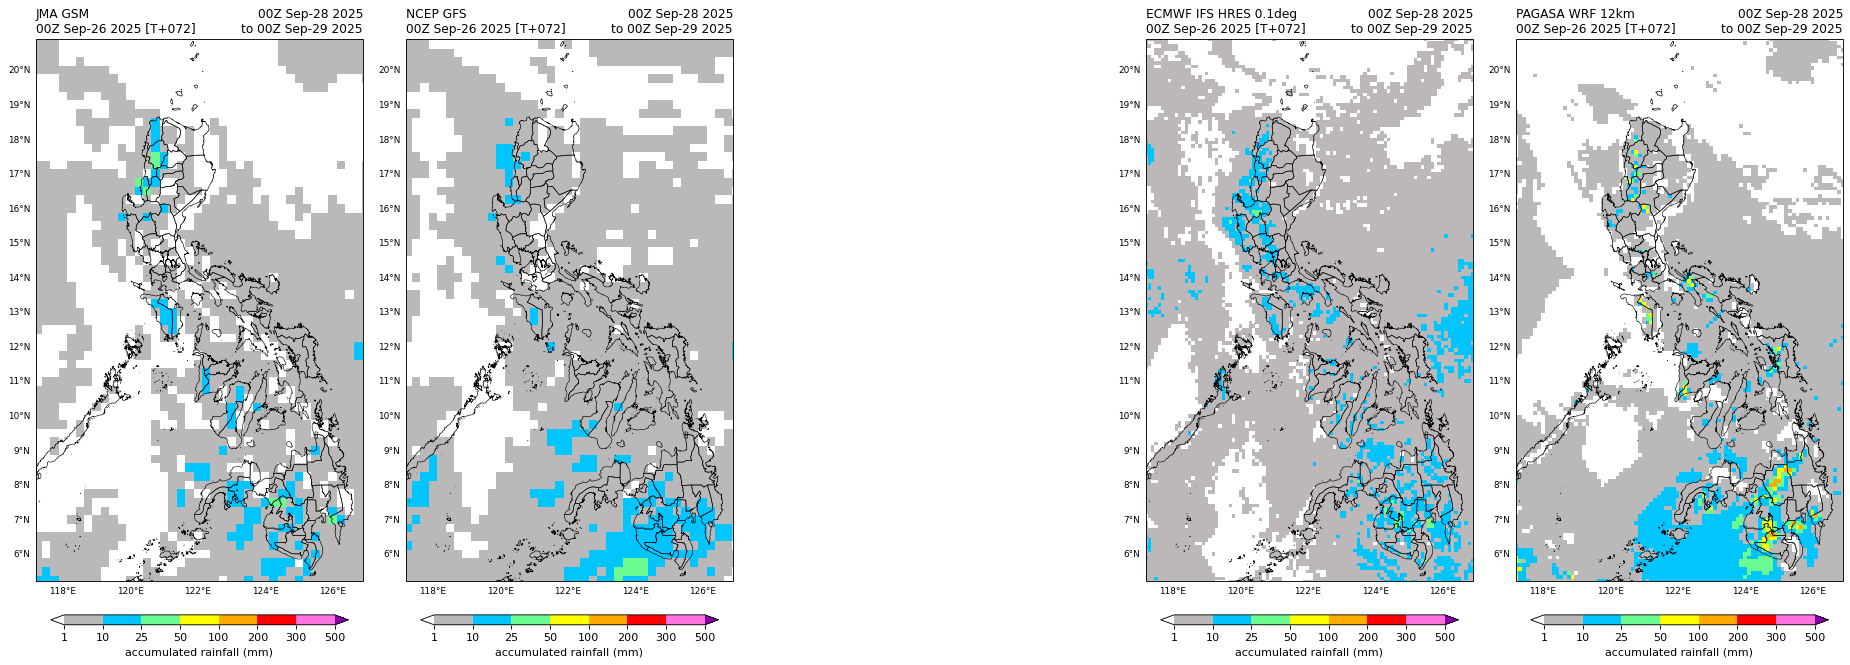 JMA GSM 00Z Sep-28 2025
00Z Sep-26 2025 [T+072] to 00Z Sep-29 2025
20°N
19°N
18°N
17°N
16°N
15°N
14°N
13°N
12°N
11°N
10°N
9°N
8°N
7°N
6°N
118°E 120°E 122°E 124°E 126°E
1 10 25 50 100 200 300 500
accumulated rainfall (mm)
NCEP GFS 00Z Sep-28 2025
00Z Sep-26 2025 [T+072] to 00Z Sep-29 2025
20°N
19°N
18°N
17°N
16°N
15°N
14°N
13°N
12°N
11°N
10°N
9°N
8°N
7°N
6°N
118°E 120°E 122°E 124°E 126°E
1 10 25 50 100 200 300 500
accumulated rainfall (mm)
ECMWF IFS HRES 0.1deg 00Z Sep-28 2025
00Z Sep-26 2025 [T+072] to 00Z Sep-29 2025
20°N
19°N
18°N
17°N
16°N
15°N
14°N
13°N
12°N
11°N
10°N
9°N
8°N
7°N
6°N
118°E 120°E 122°E 124°E 126°E
1 10 25 50 100 200 300 500
accumulated rainfall (mm)
PAGASA WRF 12km 00Z Sep-28 2025
00Z Sep-26 2025 [T+072] to 00Z Sep-29 2025
20°N
19°N
18°N
17°N
16°N
15°N
14°N
13°N
12°N
11°N
10°N
9°N
8°N
7°N
6°N
118°E 120°E 122°E 124°E 126°E
1 10 25 50 100 200 300 500
accumulated rainfall (mm)